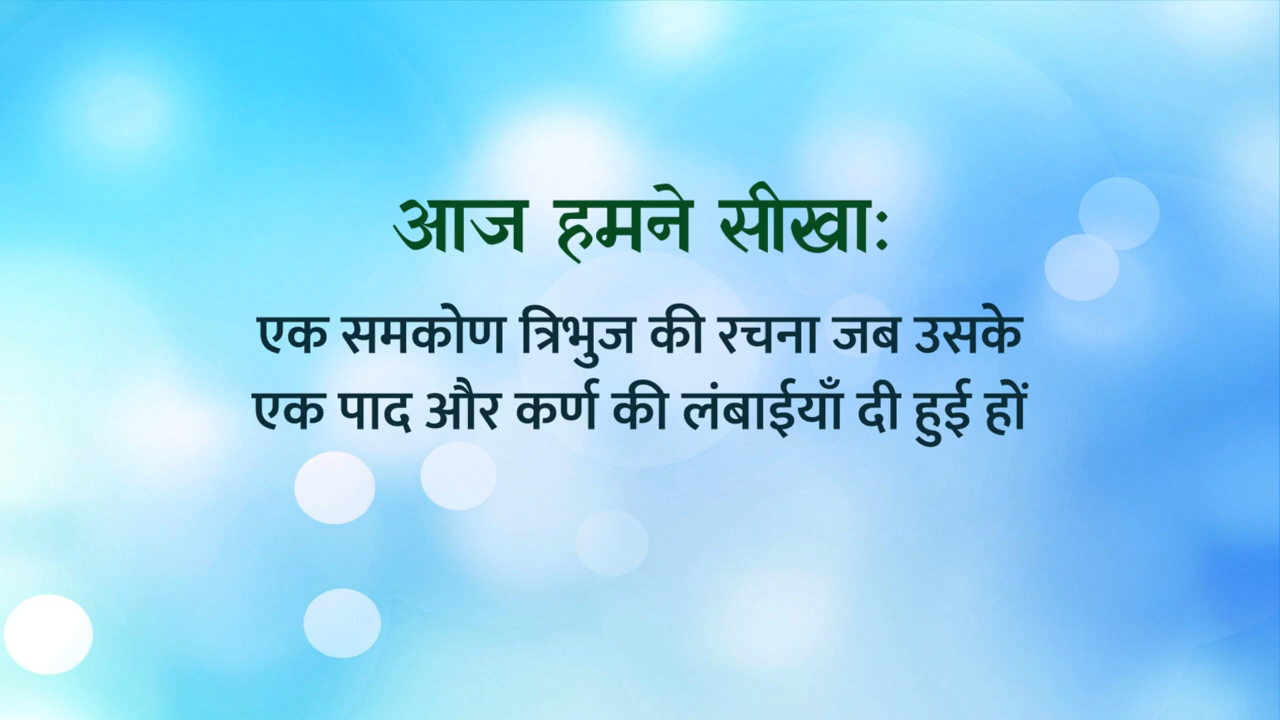 आज हमने सीखाः
एक समकोण त्रिभुज की रचना जब उसके
एक पाद और कर्ण की लंबाईयाँ दी हुई हों